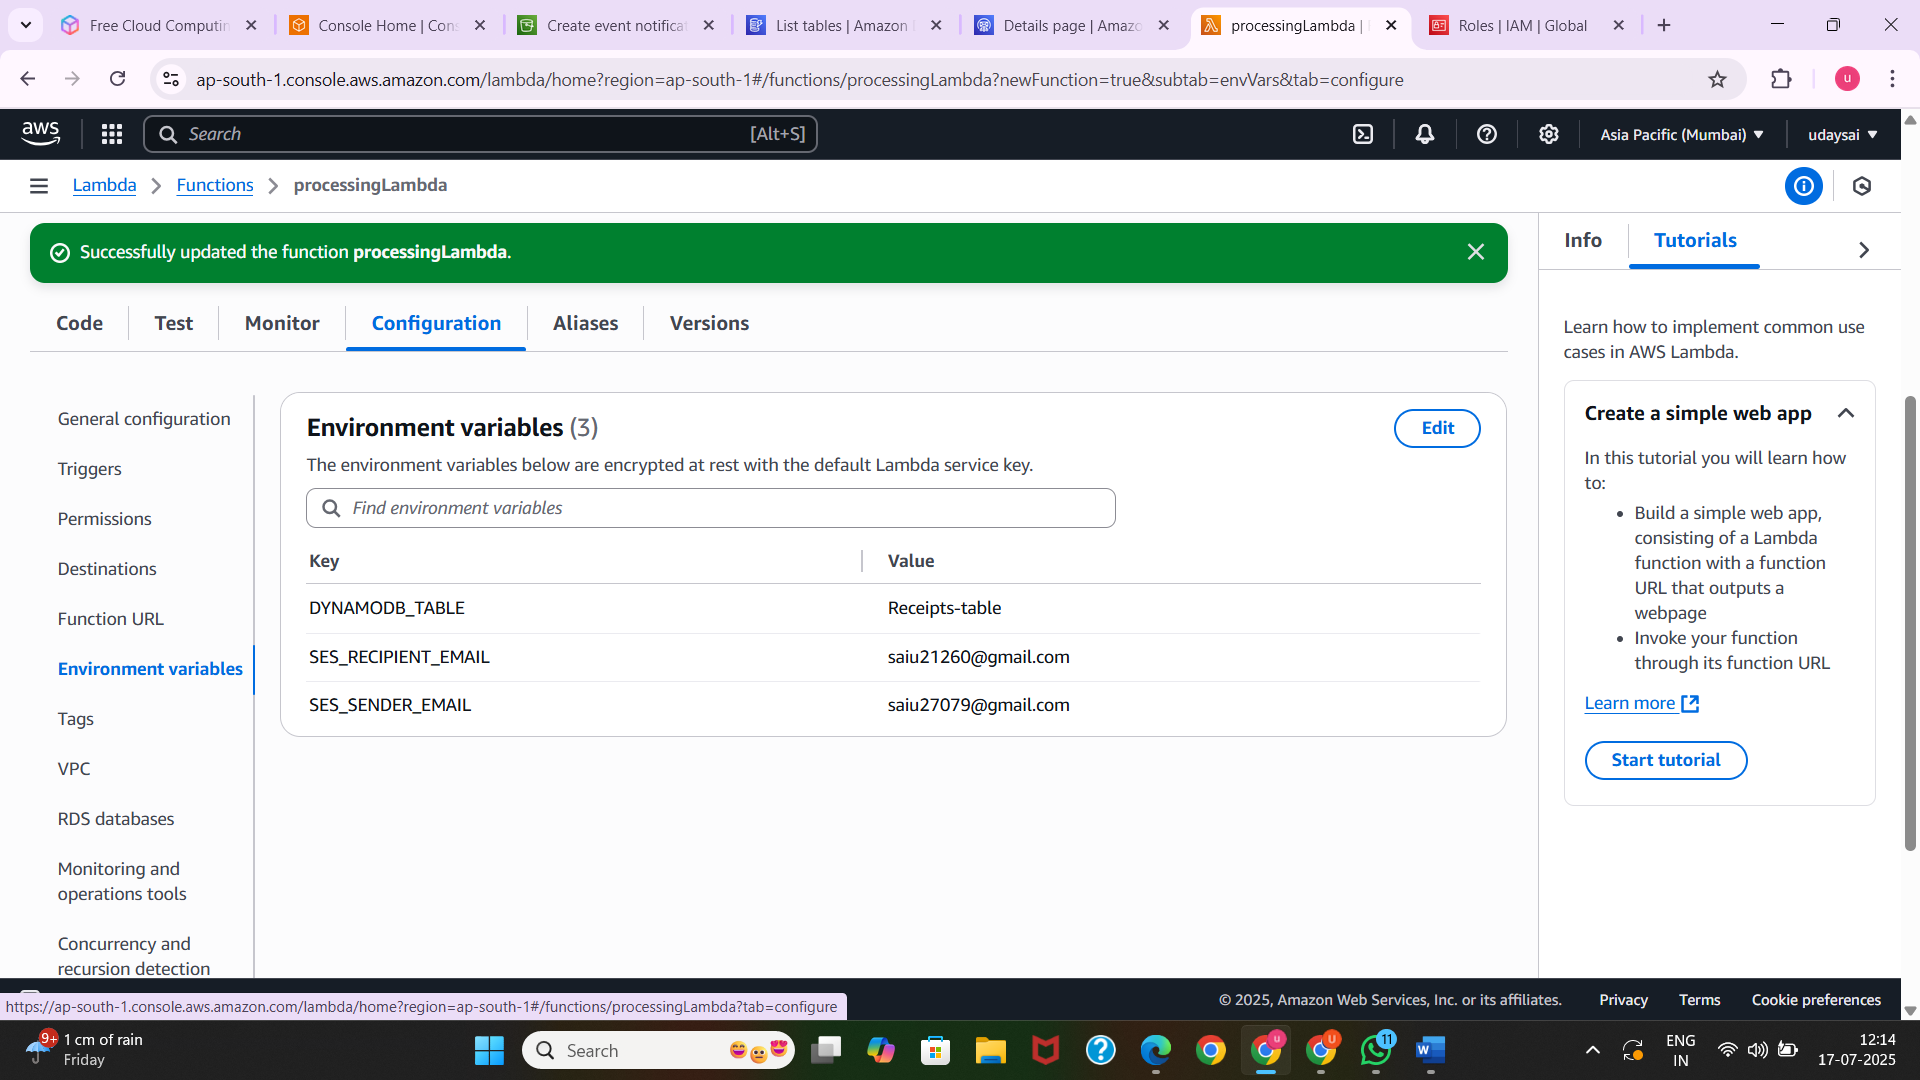 Free Cloud Computin
Console Home | Cons
Create event notificat
List tables | Amazon
Details page | Amazo
processingLambda |
Roles | IAM | Global
ap-south-1.console.aws.amazon.com/lambda/home?region=ap-south-1#/functions/processingLambda?newFunction=true&subtab=envVars&tab=configure
u
aws
Search
[Alt+S]
Asia Pacific (Mumbai)
udaysai
Lambda
Functions
processingLambda
Successfully updated the function processingLambda.
Info
Tutorials
Code
Test
Monitor
Configuration
Aliases
Versions
General configuration
Triggers
Permissions
Destinations
Function URL
Environment variables
Tags
VPC
RDS databases
Monitoring and
operations tools
Concurrency and
recursion detection
Environment variables (3)
Edit
The environment variables below are encrypted at rest with the default Lambda service key.
Find environment variables
Key
Value
DYNAMODB_TABLE
Receipts-table
SES_RECIPIENT_EMAIL
saiu21260@gmail.com
SES_SENDER_EMAIL
saiu27079@gmail.com
Learn how to implement common use
cases in AWS Lambda.
Create a simple web app
In this tutorial you will learn how
to:
• Build a simple web app,
consisting of a Lambda
function with a function
URL that outputs a
webpage
• Invoke your function
through its function URL
Learn more
Start tutorial
https://ap-south-1.console.aws.amazon.com/lambda/home?region=ap-south-1#/functions/processingLambda?tab=configure
© 2025, Amazon Web Services, Inc. or its affiliates.
Privacy
Terms
Cookie preferences
9+
1 cm of rain
Friday
Search
u
U
11
W
ENG
IN
12:14
17-07-2025